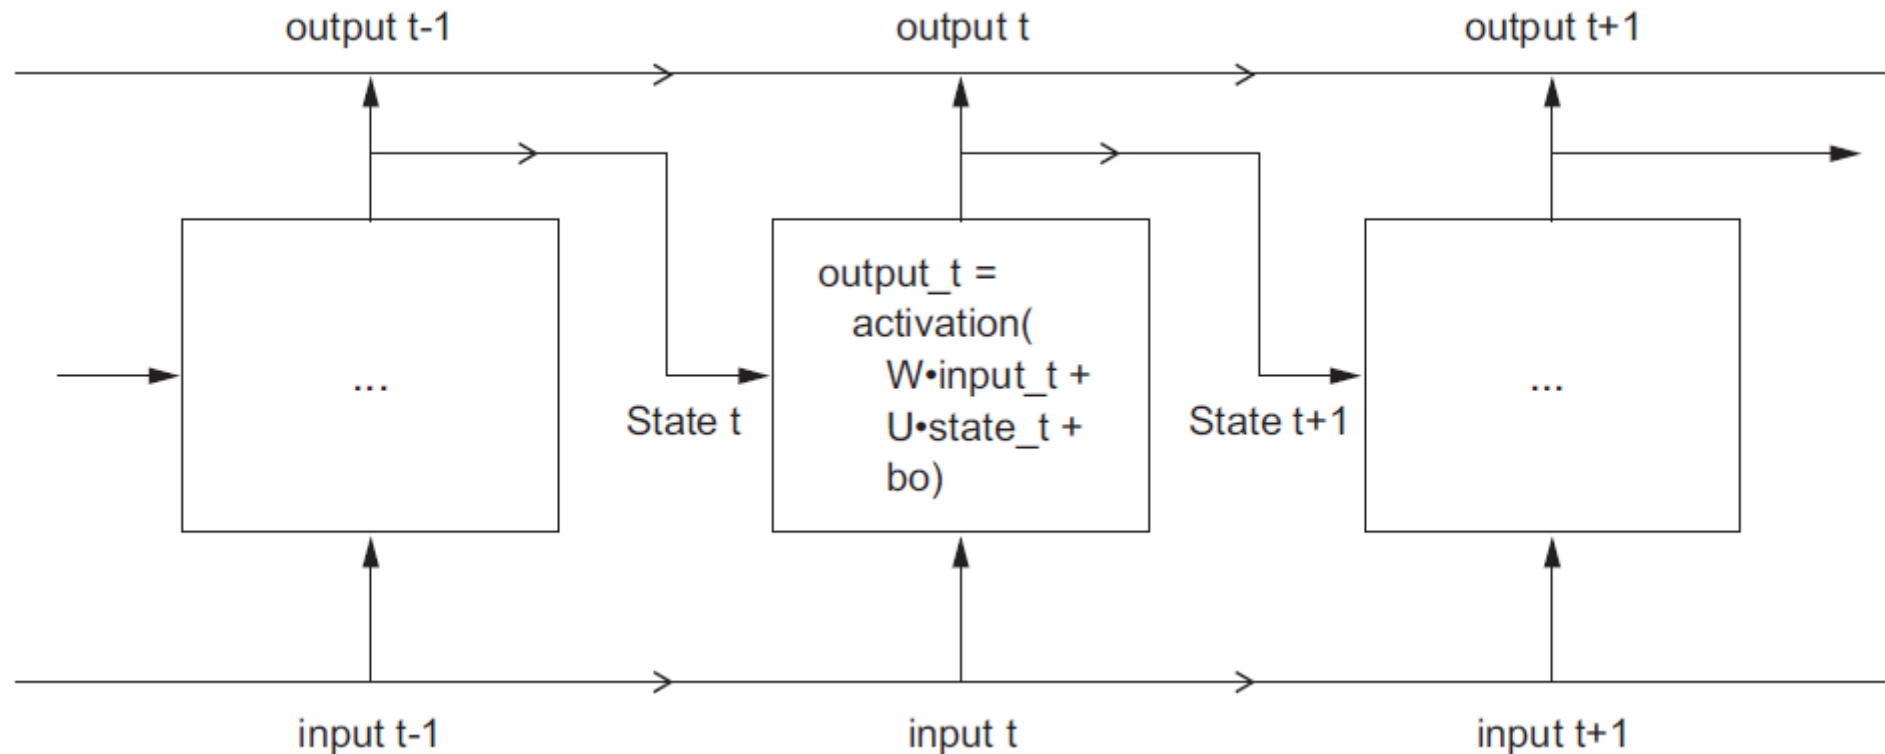 output t-1
output t
output t+1
output_t =
activation(
W•input_t +
U•state_t +
bo)
...
...
State t
State t+1
input t-1
input t
input t+1